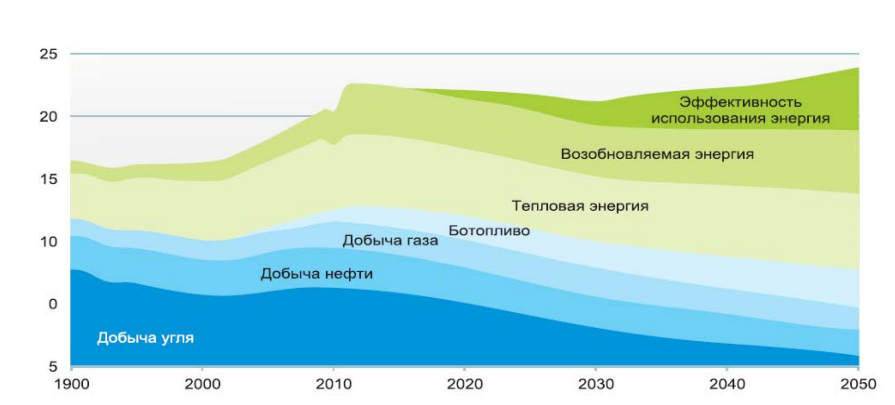 25
20
15
10
0
5
Эффективность
использования энергия
Возобновляемая энергия
Тепловая энергия
Ботопливо
Добыча газа
Добыча нефти
Добыча угля
1900 2000 2010 2020 2030 2040 2050